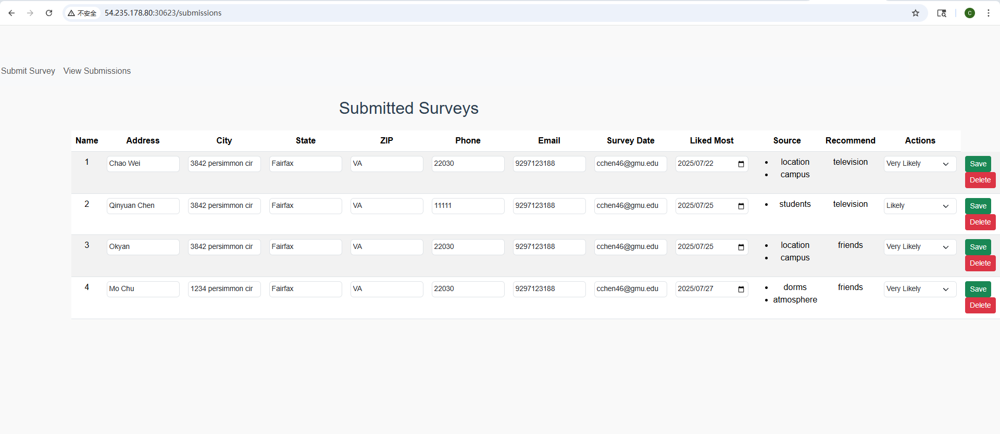 不安全 54.235.178.80:30623/submissions C
Submit Survey View Submissions
Submitted Surveys
Name Address City State ZIP Phone Email Survey Date Liked Most Source Recommend Actions
1 Chao Wei 3842 persimmon cir Fairfax VA 22030 9297123188 cchen46@gmu.edu 2025/07/22 • location television Very Likely Save
• campus Delete
2 Qinyuan Chen 3842 persimmon cir Fairfax VA 11111 9297123188 cchen46@gmu.edu 2025/07/25 • students television Likely Save
Delete
3 Okyan 3842 persimmon cir Fairfax VA 22030 9297123188 cchen46@gmu.edu 2025/07/25 • location friends Very Likely Save
• campus Delete
4 Mo Chu 1234 persimmon cir Fairfax VA 22030 9297123188 cchen46@gmu.edu 2025/07/27 • dorms friends Very Likely Save
• atmosphere Delete